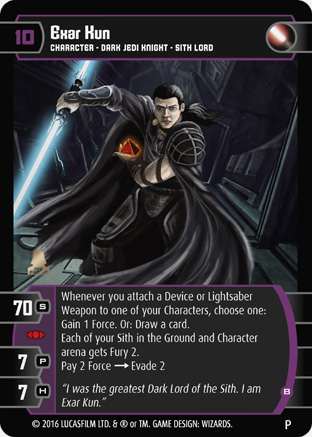 10
Exar Kun
CHARACTER - DARK JEDI KNIGHT - SITH LORD
70 S
Whenever you attach a Device or Lightsaber
Weapon to one of your Characters, choose one:
Gain 1 Force. Or: Draw a card.
Each of your Sith in the Ground and Character
arena gets Fury 2.
Pay 2 Force → Evade 2
7 P
7 H
"I was the greatest Dark Lord of the Sith. I am
Exar Kun."
B
© 2016 LUCASFILM LTD. & ® or TM. GAME DESIGN: WIZARDS.
P